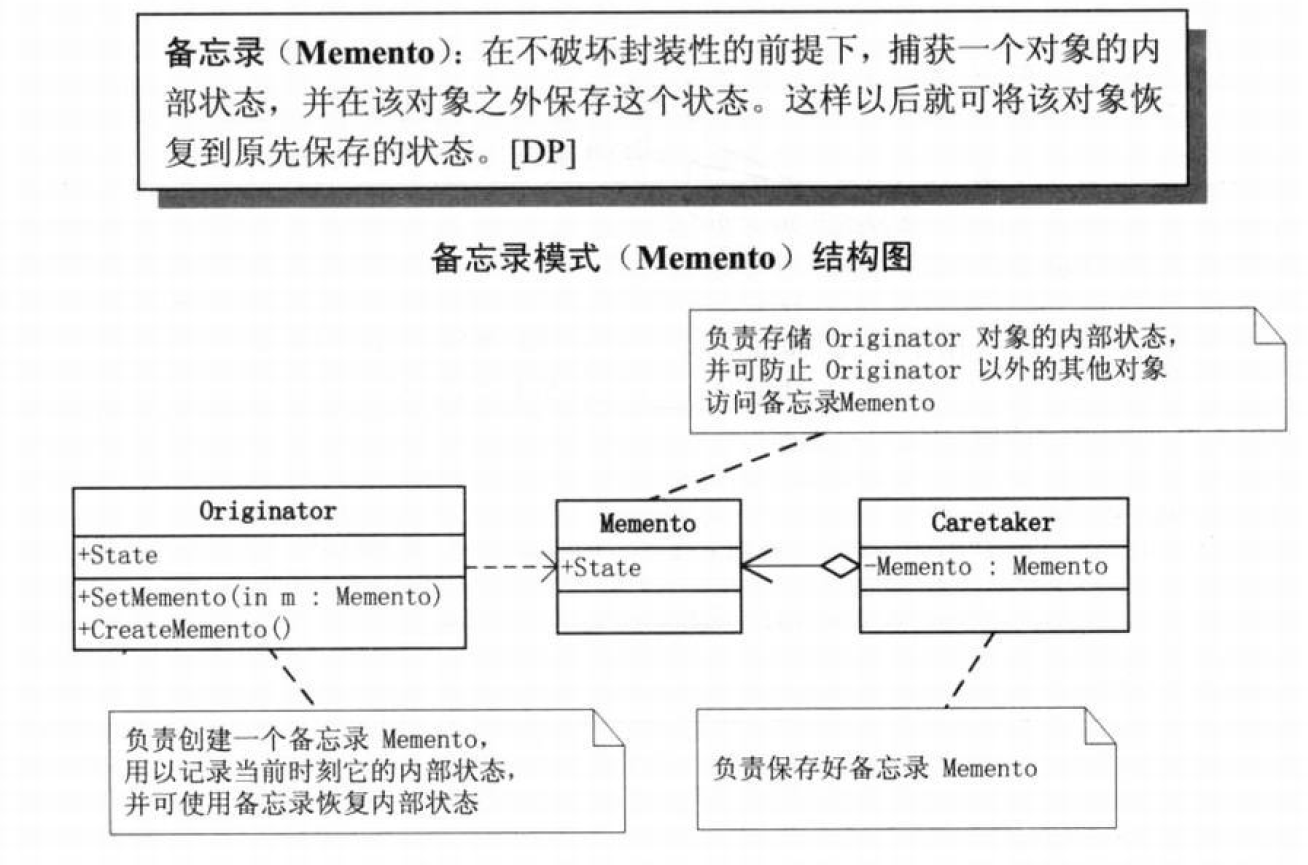 备忘录（Memento）：在不破坏封装性的前提下，捕获一个对象的内
部状态，并在该对象之外保存这个状态。这样以后就可将该对象恢
复到原先保存的状态。[DP]
备忘录模式（Memento）结构图
负责存储 Originator 对象的内部状态，
并可防止 Originator 以外的其他对象
访问备忘录Memento
Originator
+State
+SetMemento(in m : Memento)
+CreateMemento()
Memento
+State
Caretaker
-Memento : Memento
负责创建一个备忘录 Memento，
用以记录当前时刻它的内部状态，
并可使用备忘录恢复内部状态
负责保存好备忘录 Memento